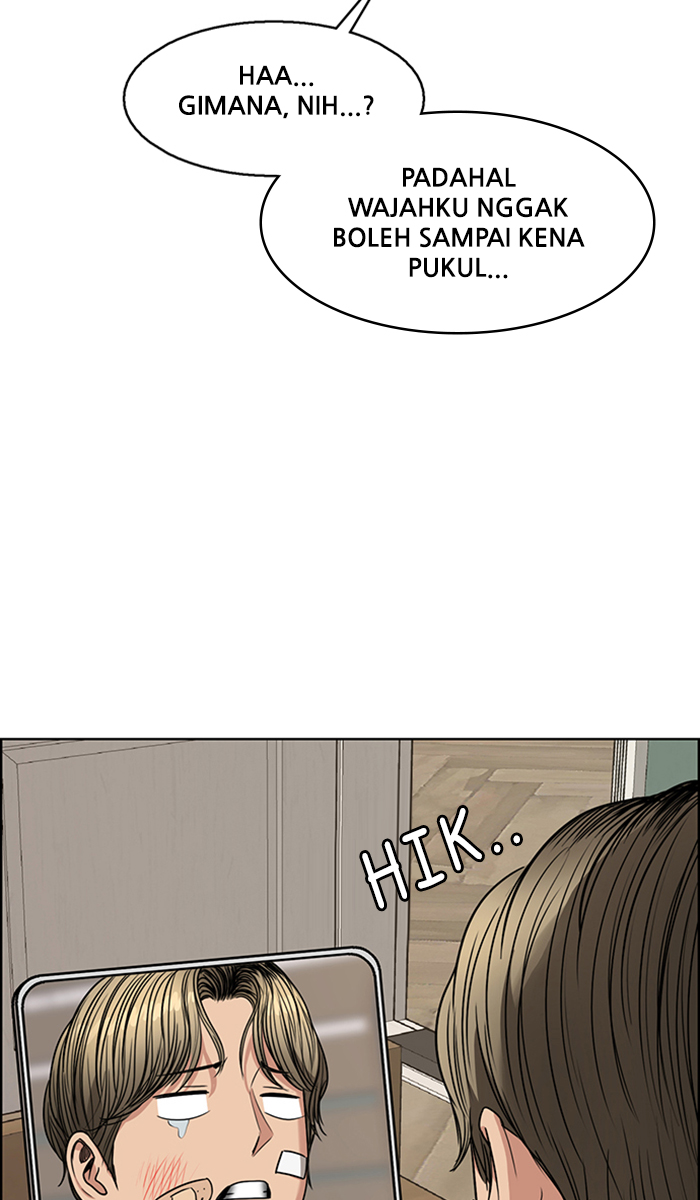 HAA...
GIMANA, NIH...?
PADAHAL
WAJAHKU NGGAK
BOLEH SAMPAI KENA
PUKUL...
HIK..